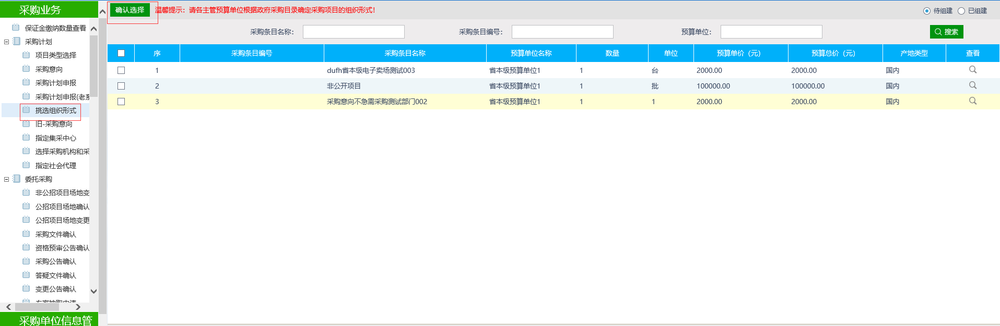 采购业务
保证金缴纳数量查看
采购计划
项目类型选择
采购意向
采购计划申报
采购计划申报(老系
挑选组织形式
旧-采购意向
指定集采中心
选择采购机构和采
指定社会代理
委托采购
非公招项目场地变
公招项目场地确认
公招项目场地变更
采购文件确认
资格预审公告确认
采购公告确认
答疑文件确认
变更公告确认
采购单位信息管
确认选择 温馨提示：请各主管预算单位根据政府采购目录确定采购项目的组织形式！ 待组建 已组建
采购条目名称： 采购条目编号： 预算单位： 搜索
序 采购条目编号 采购条目名称 预算单位名称 数量 单位 预算单价（元） 预算总价（元） 产地类型 查看
1 dufh省本级电子卖场测试003 省本级预算单位1 1 台 2000.00 2000.00 国内
2 非公开项目 省本级预算单位1 1 批 100000.00 100000.00 国内
3 采购意向不急需采购测试部门002 省本级预算单位1 1 1 2000.00 2000.00 国内